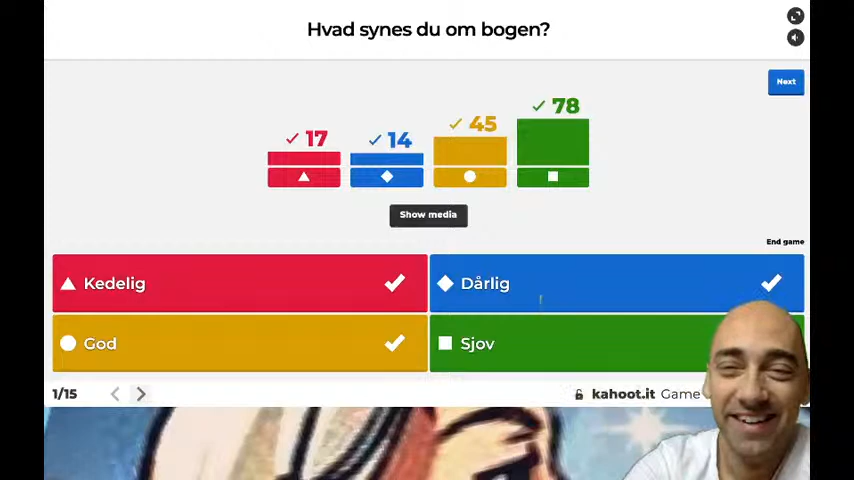 Hvad synes du om bogen?
Next
17
14
45
78
Show media
End game
Kedelig
Dårlig
God
Sjov
1/15
kahoot.it Game